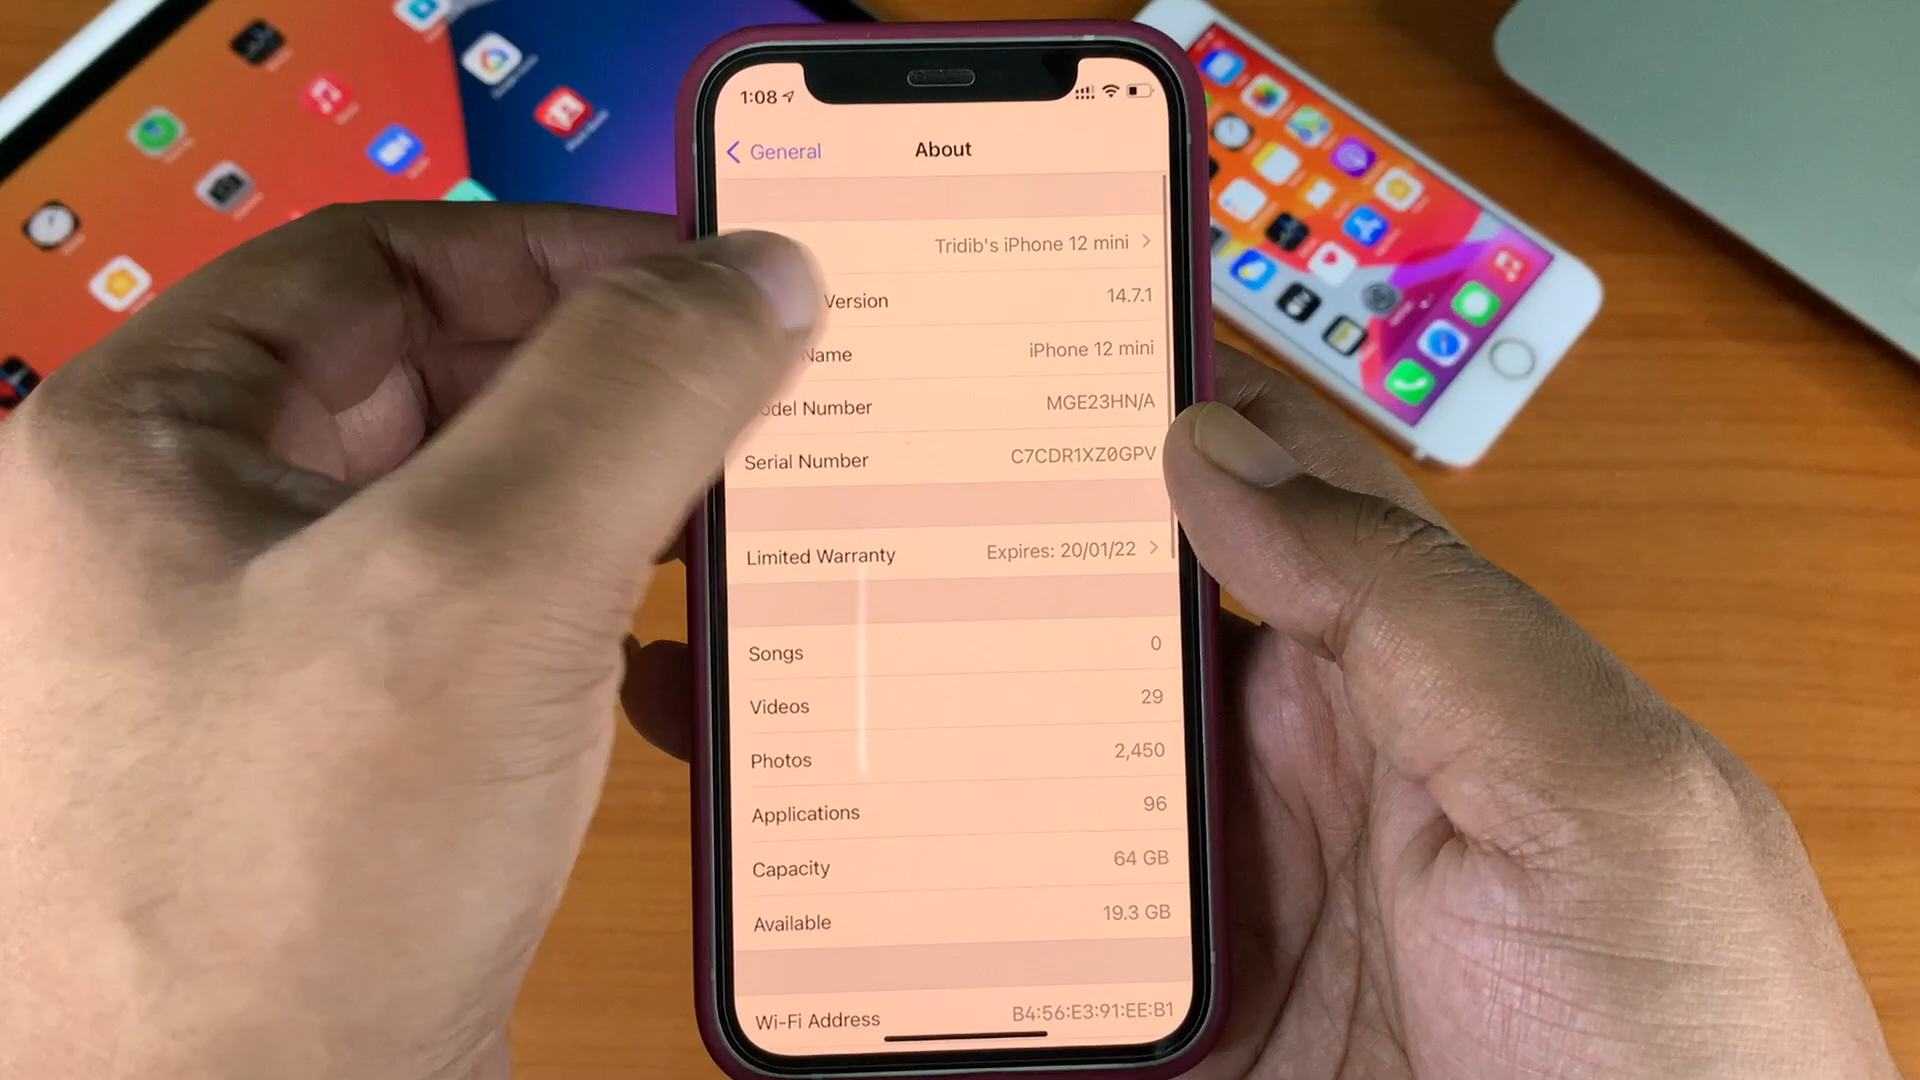 1:08
General
About
Tridib's iPhone 12 mini
Version 14.7.1
Name iPhone 12 mini
Model Number MGE23HN/A
Serial Number C7CDR1XZ0GPV
Limited Warranty Expires: 20/01/22
Songs 0
Videos 29
Photos 2,450
Applications 96
Capacity 64 GB
Available 19.3 GB
Wi-Fi Address B4:56:E3:91:EE:B1